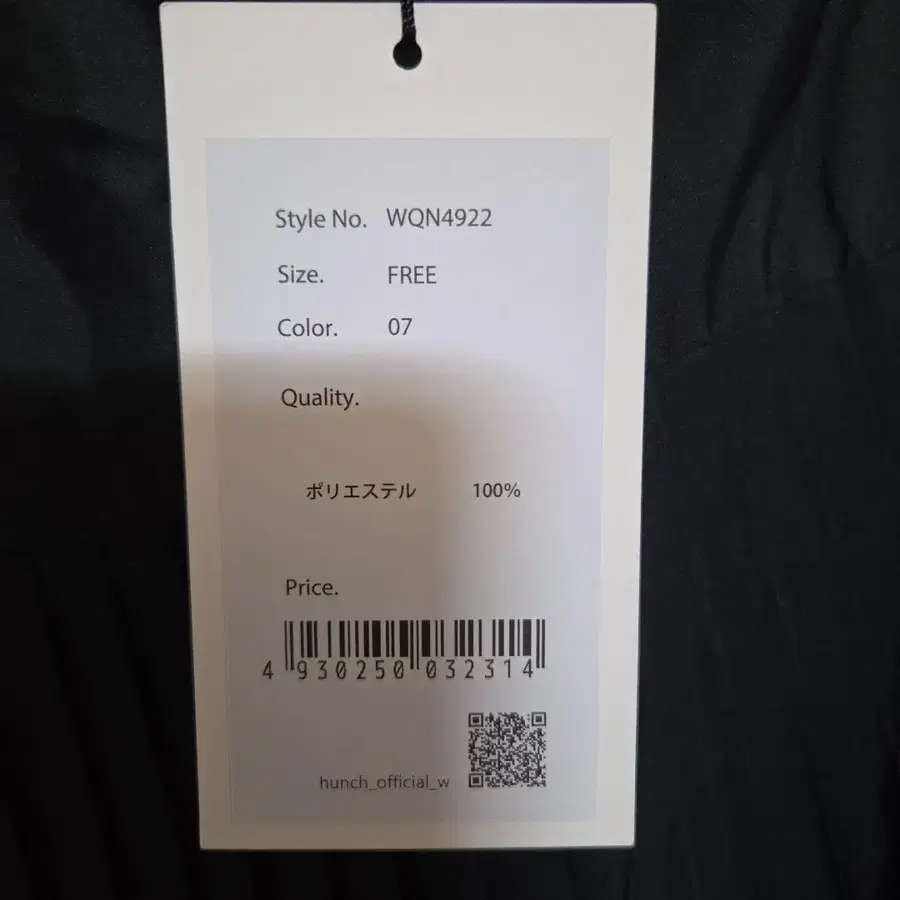 Style No. WQN4922
Size. FREE
Color. 07
Quality.
ポリエステル 100%
Price.
4 930250 032314
hunch_official_w